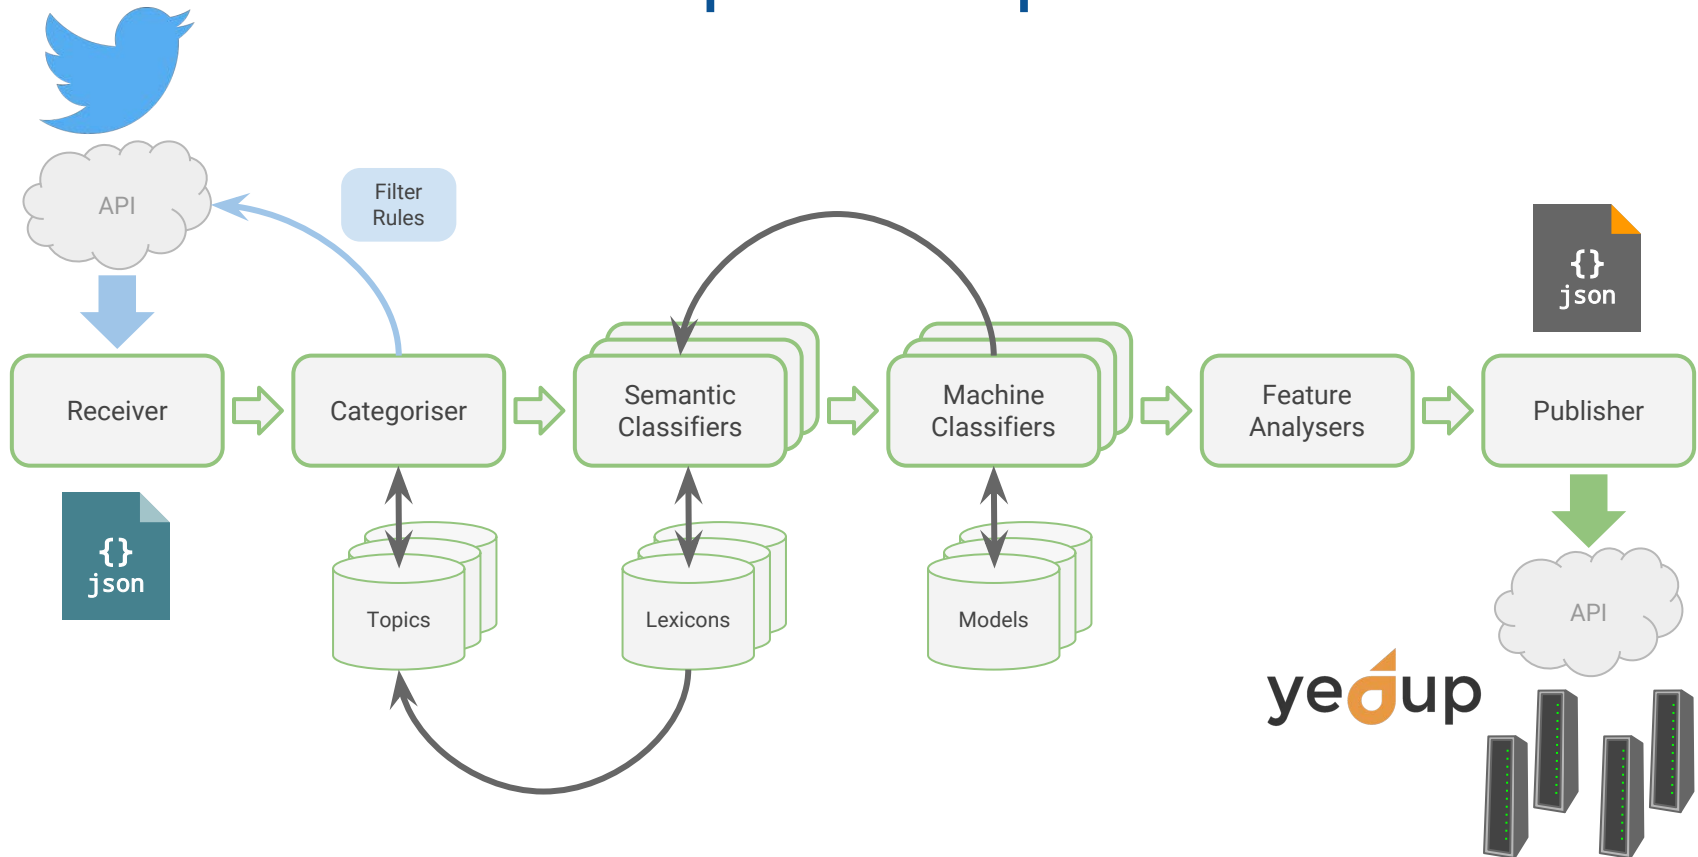 API
Filter
Rules
{}
json
Receiver
Categoriser
Semantic
Classifiers
Machine
Classifiers
Feature
Analysers
Publisher
{}
json
Topics
Lexicons
Models
API
yedup